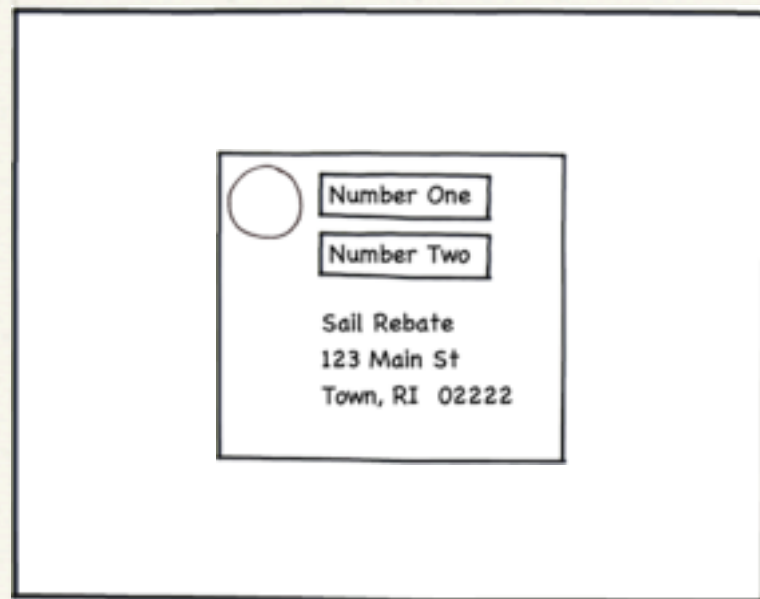 Number One
Number Two
Sail Rebate
123 Main St
Town, RI 02222